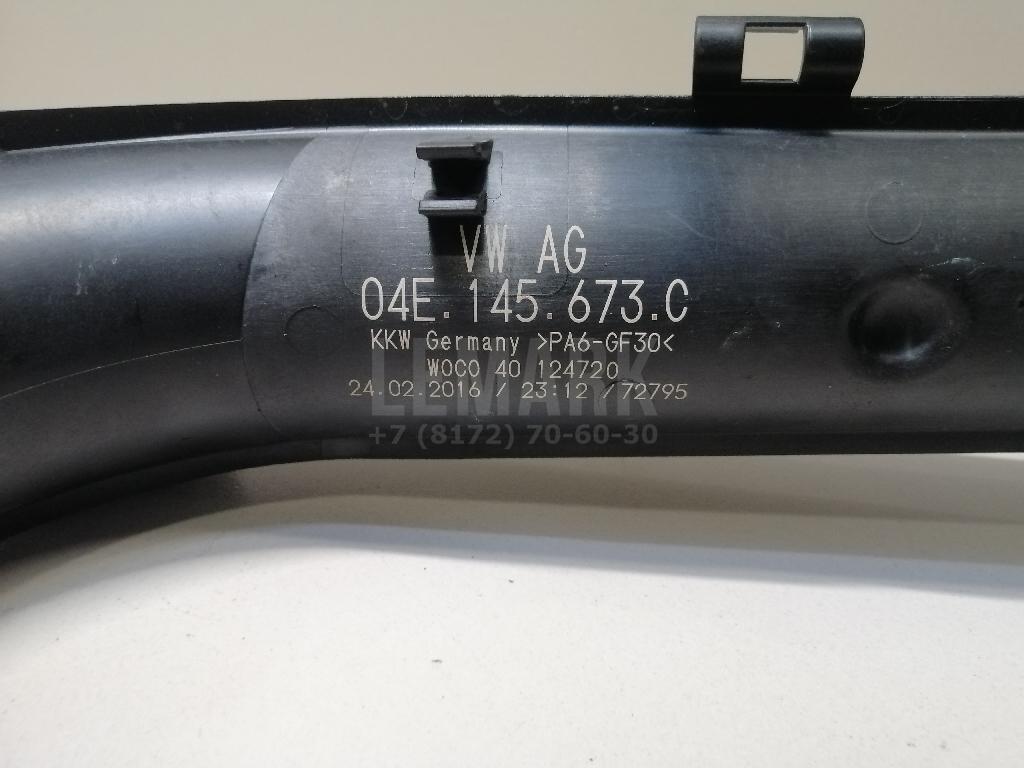 VW AG
04E.145.673.C
KKW Germany >PA6-GF30<
WOCO 40 124720
24.02.2016 / 23:12 / 72795
LEMARK
+7 (8172) 70-60-30